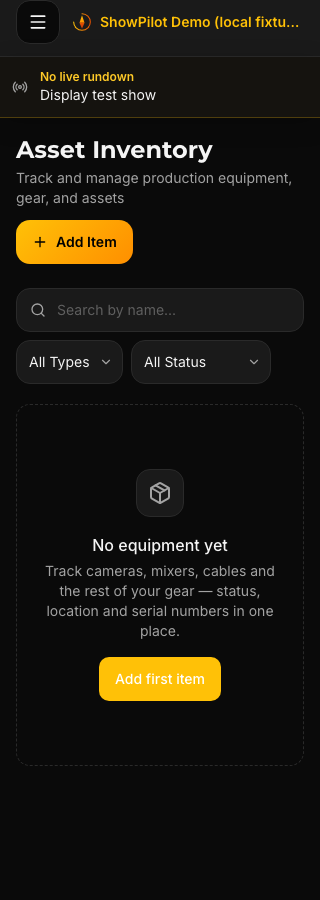 ShowPilot Demo (local fixtu...
No live rundown
Display test show
Asset Inventory
Track and manage production equipment,
gear, and assets
Add Item
Search by name...
All Types
All Status
No equipment yet
Track cameras, mixers, cables and
the rest of your gear — status,
location and serial numbers in one
place.
Add first item